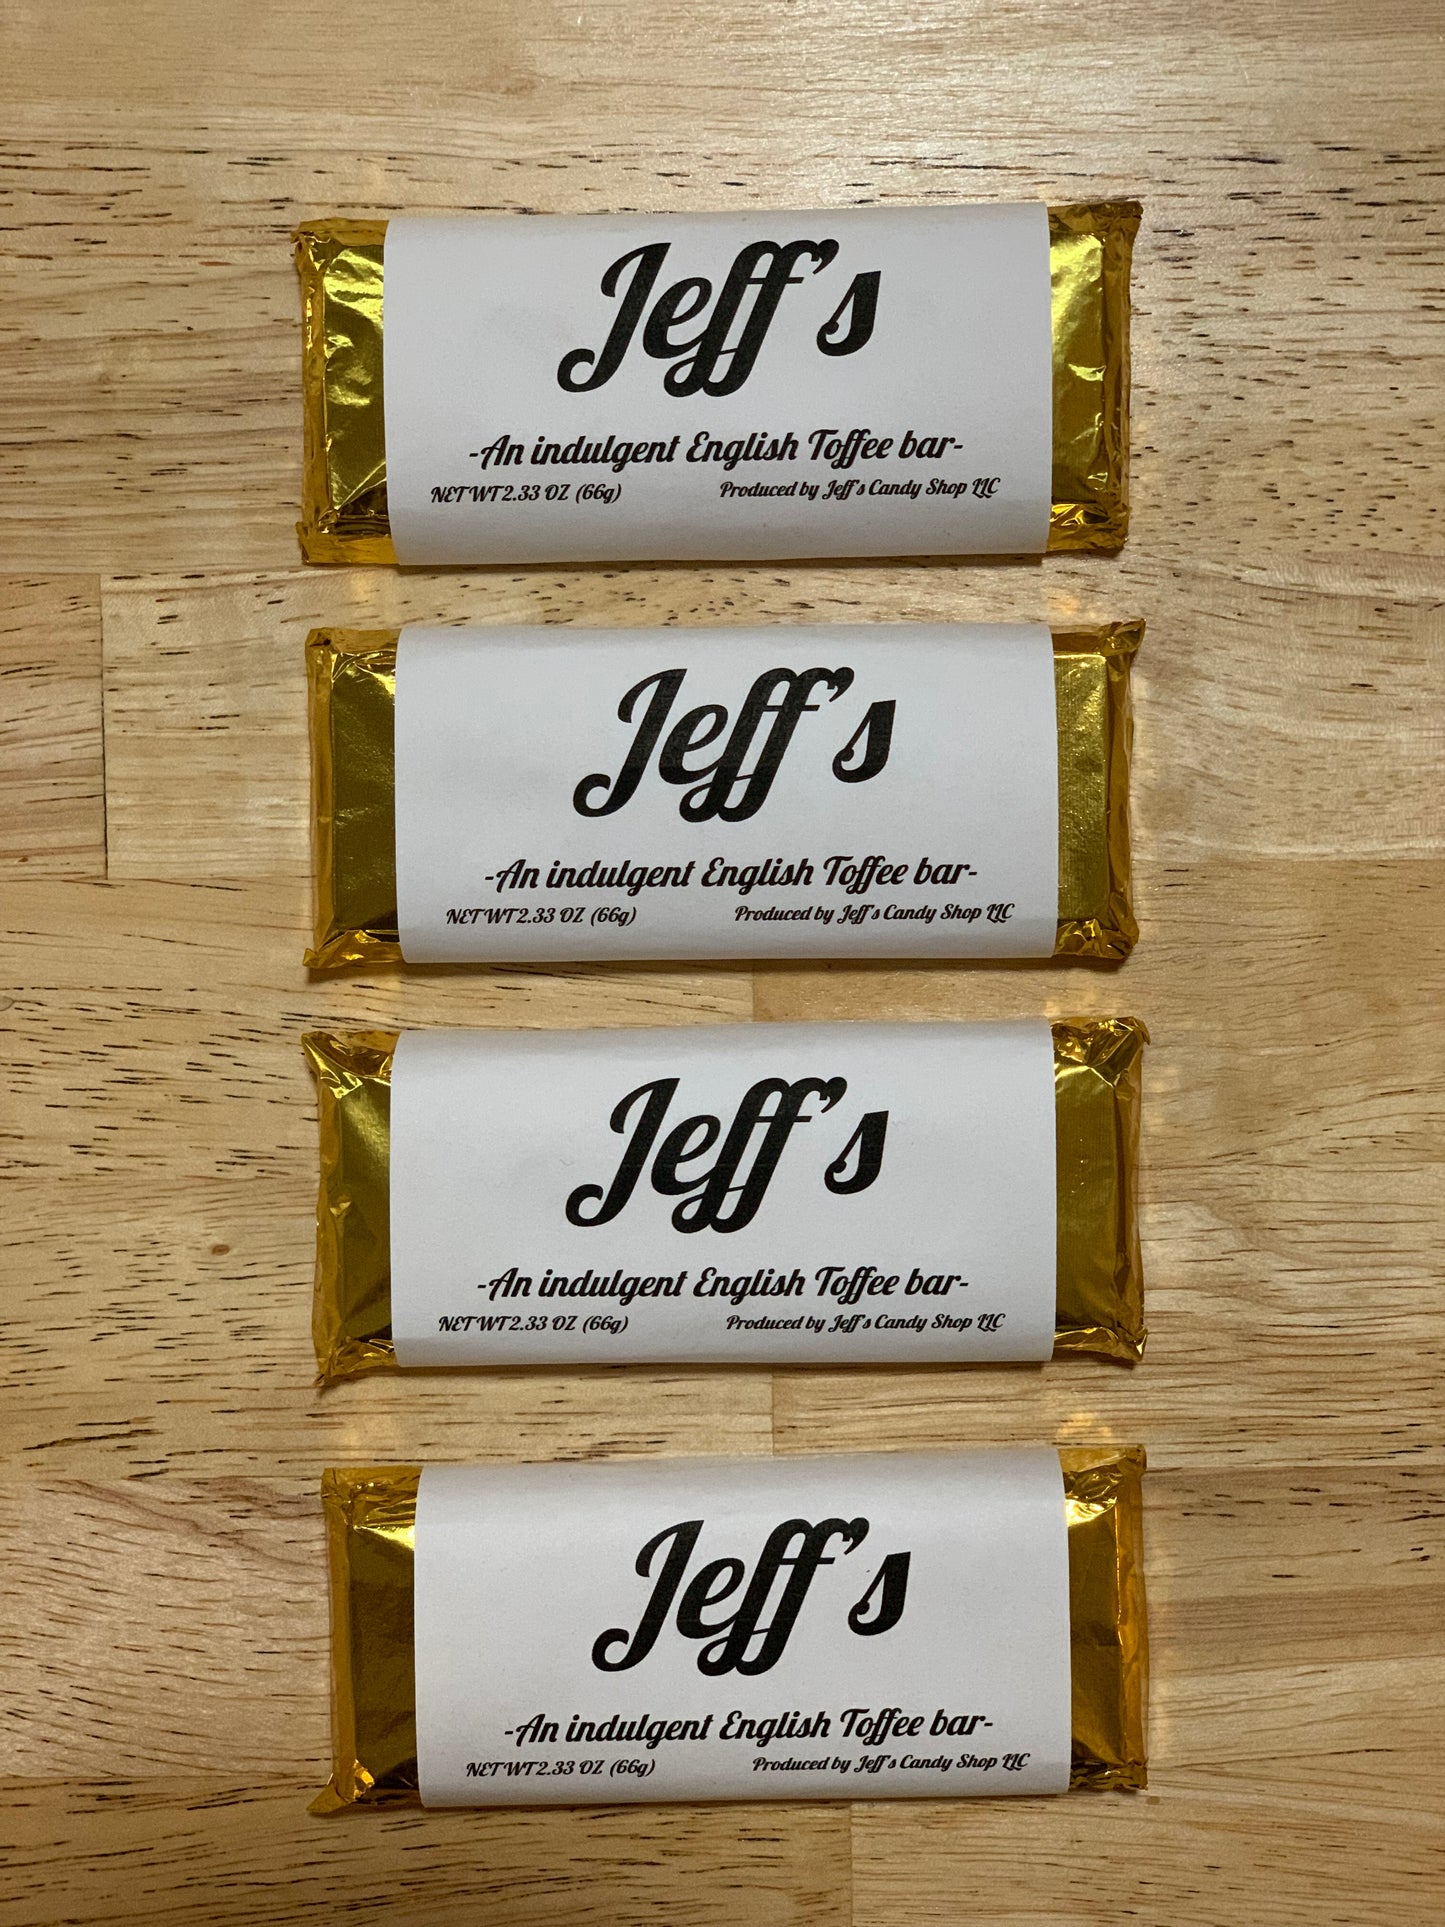 Jeff's
-An indulgent English Toffee bar-
NET WT 2.33 OZ (66g) Produced by Jeff's Candy Shop LLC
Jeff's
-An indulgent English Toffee bar-
NET WT 2.33 OZ (66g) Produced by Jeff's Candy Shop LLC
Jeff's
-An indulgent English Toffee bar-
NET WT 2.33 OZ (66g) Produced by Jeff's Candy Shop LLC
Jeff's
-An indulgent English Toffee bar-
NET WT 2.33 OZ (66g) Produced by Jeff's Candy Shop LLC